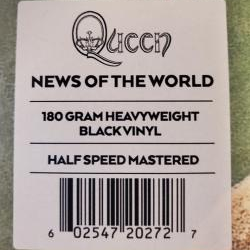 Queen
NEWS OF THE WORLD
180 GRAM HEAVYWEIGHT
BLACK VINYL
HALF SPEED MASTERED
6 02547 20272 7